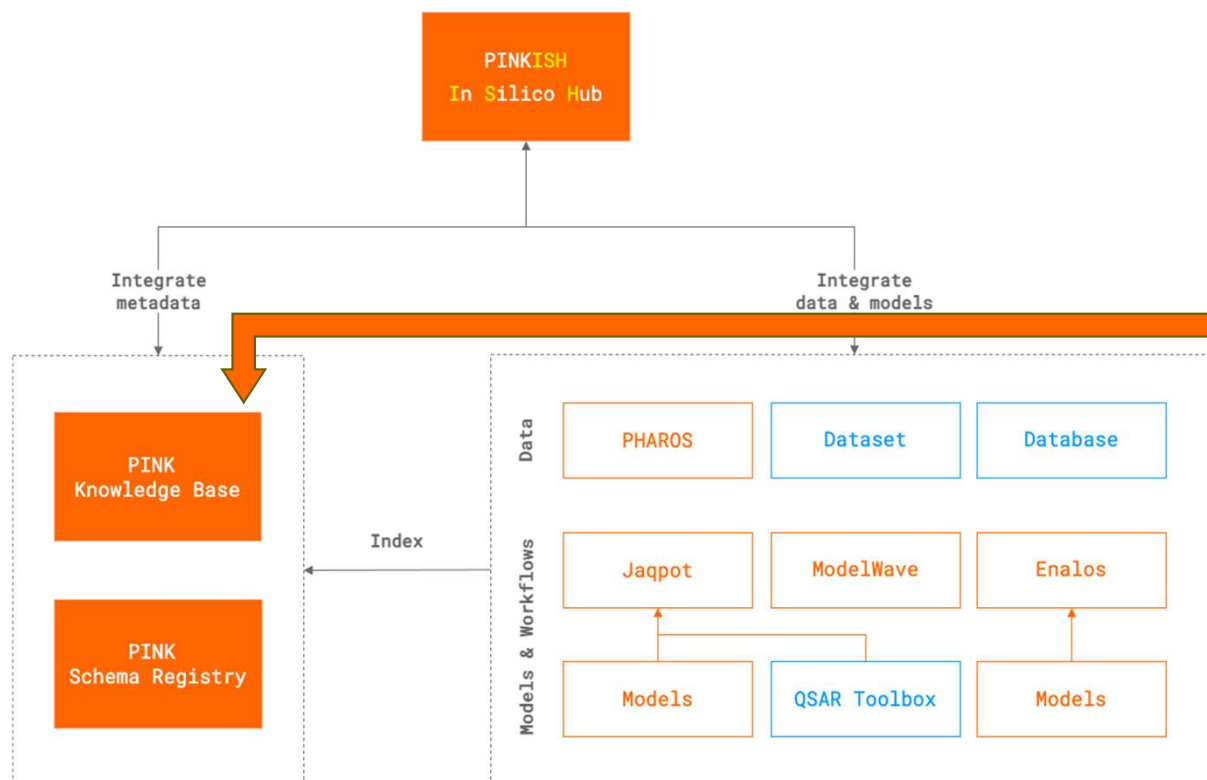 PINKISH
In Silico Hub
Integrate
metadata
Integrate
data & models
Data
PHAROS
Dataset
Database
PINK
Knowledge Base
Index
Models & Workflows
Jaqpot
ModelWave
Enalos
PINK
Schema Registry
Models
QSAR Toolbox
Models